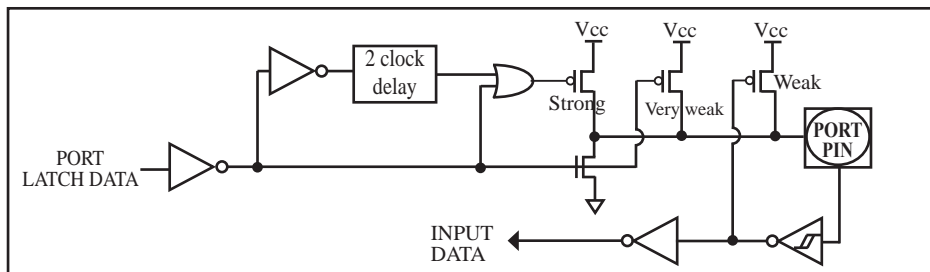 Vcc
Vcc
Vcc
2 clock
delay
Strong
Very weak
Weak
PORT
PIN
PORT
LATCH DATA
INPUT
DATA